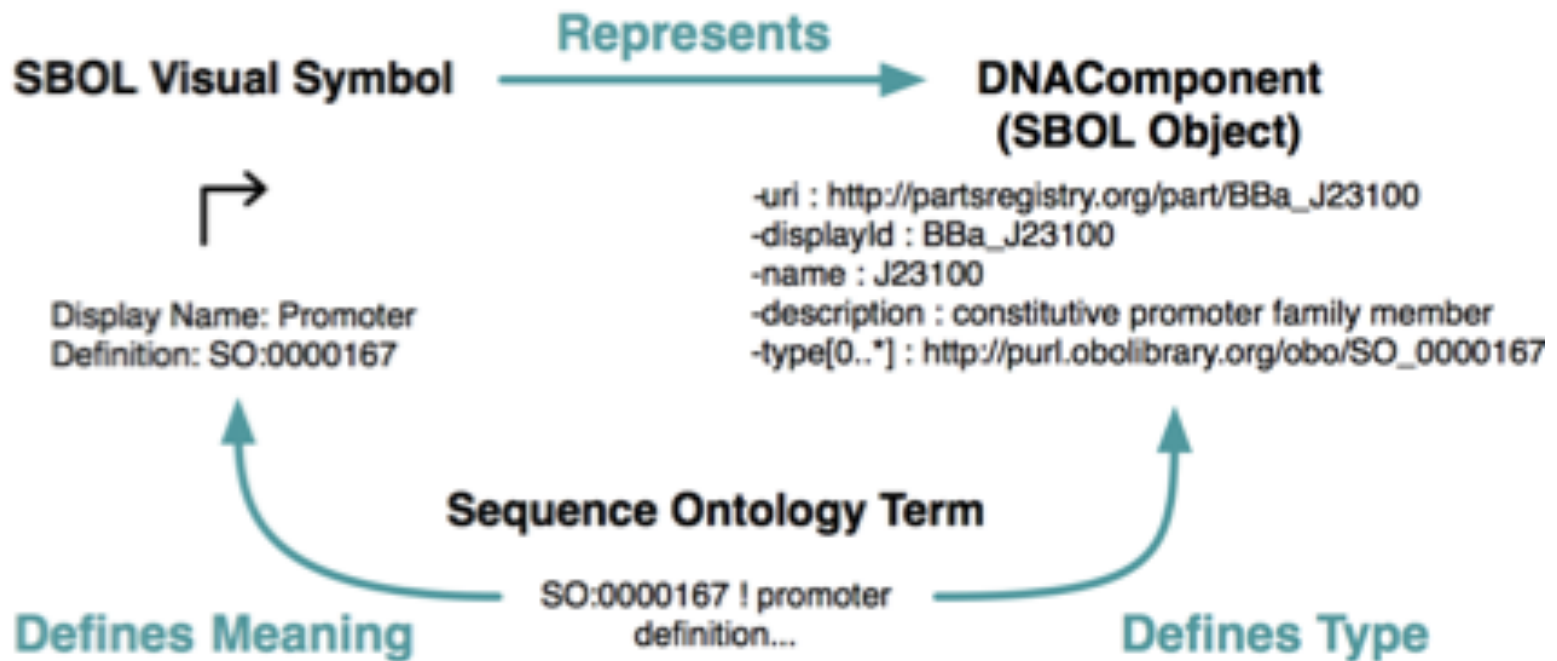 Represents
SBOL Visual Symbol
DNAComponent
(SBOL Object)
-uri : http://partsregistry.org/part/BBa_J23100
-displayId : BBa_J23100
-name : J23100
-description : constitutive promoter family member
-type[0..*] : http://purl.obolibrary.org/obo/SO_0000167
Display Name: Promoter
Definition: SO:0000167
Sequence Ontology Term
SO:0000167 ! promoter
definition...
Defines Meaning
Defines Type